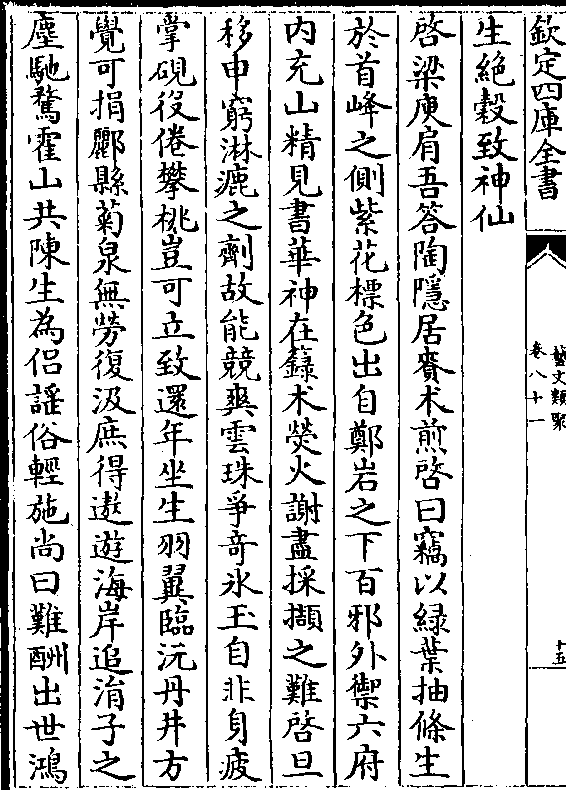 欽定四庫全書
藝文類聚
卷八十一
十五
生絶穀致神仙
啓梁庾肩吾答陶隱居賚术煎啓曰竊以緑葉抽條生
於首峰之側紫花標色出自鄭岩之下百邪外禦六府
内充山精見書華神在籙木熒火謝盡採擷之難啓旦
移申窮淋漉之劑故能競爽雲珠爭竒氷玉自非身疲
掌硯役倦攀桃豈可立致還年坐生羽翼臨沅丹井方
覺可捐酈縣菊泉無勞復汲庶得遨遊海岸追涓子之
塵馳騖霍山共陳生為侶謡俗輕施尚曰難酬出世鴻